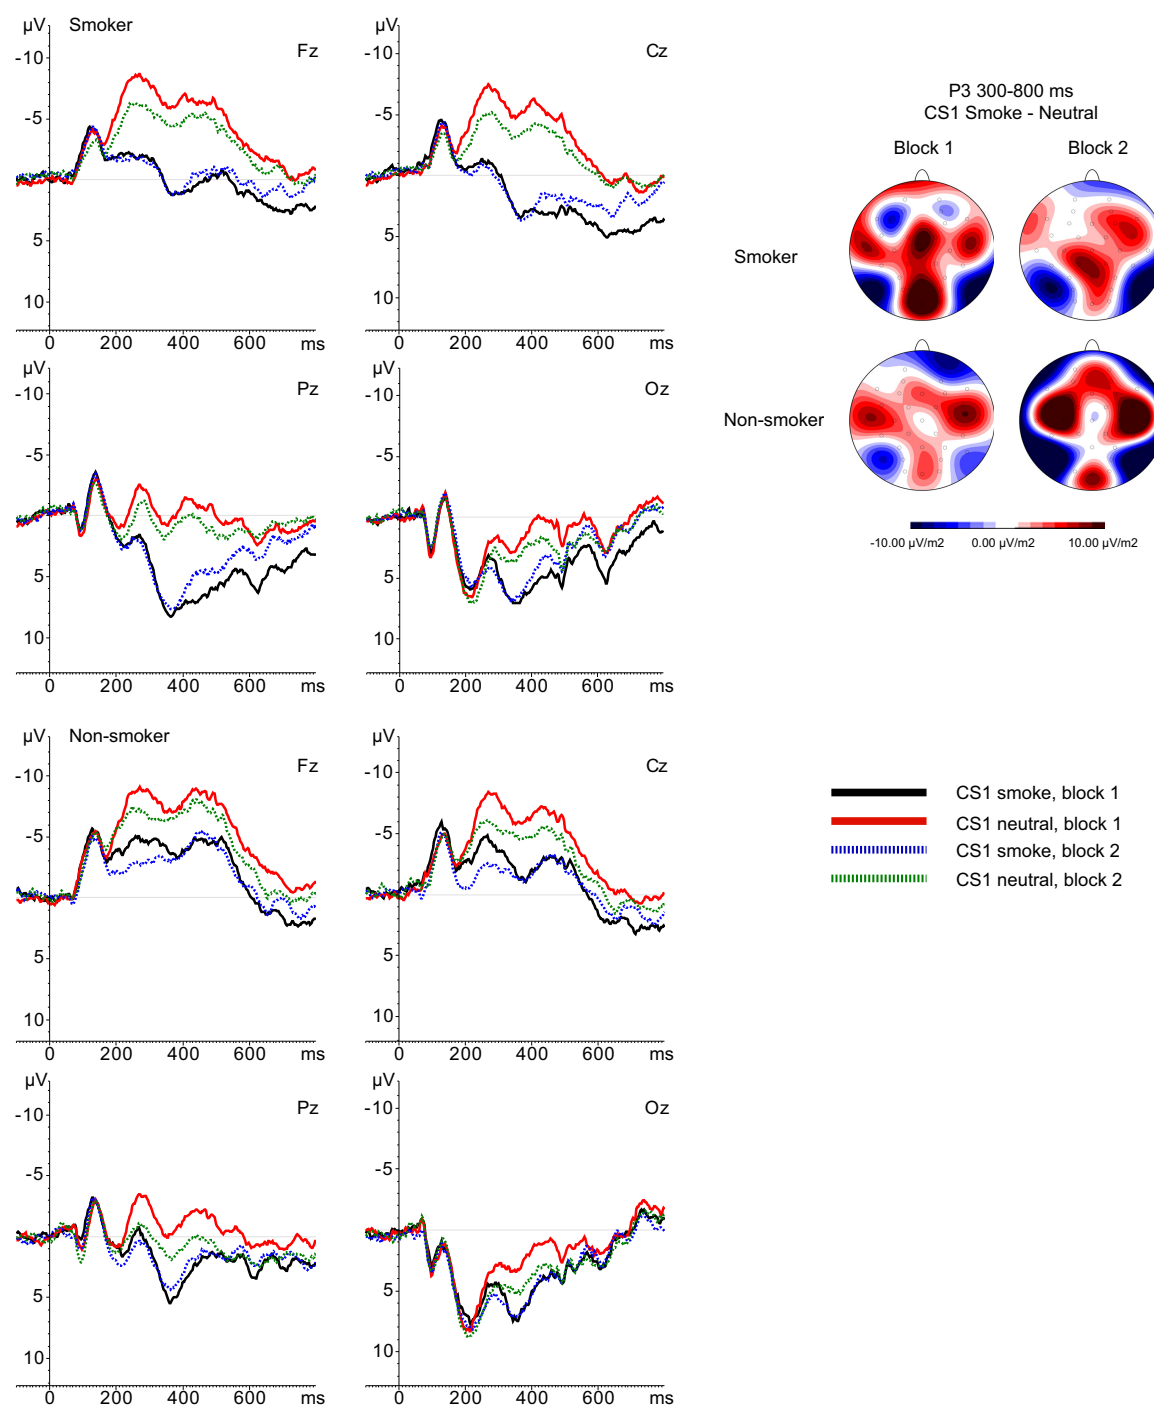 µV Smoker Fz
-10
-5
5
10
0 200 400 600 ms
µV Cz
-10
-5
5
10
0 200 400 600 ms
µV Pz
-10
-5
5
10
0 200 400 600 ms
µV Oz
-10
-5
5
10
0 200 400 600 ms
P3 300-800 ms
CS1 Smoke - Neutral
Block 1 Block 2
Smoker
Non-smoker
-10.00 µV/m2 0.00 µV/m2 10.00 µV/m2
µV Non-smoker Fz
-10
-5
5
10
0 200 400 600 ms
µV Cz
-10
-5
5
10
0 200 400 600 ms
CS1 smoke, block 1
CS1 neutral, block 1
CS1 smoke, block 2
CS1 neutral, block 2
µV Pz
-10
-5
5
10
0 200 400 600 ms
µV Oz
-10
-5
5
10
0 200 400 600 ms